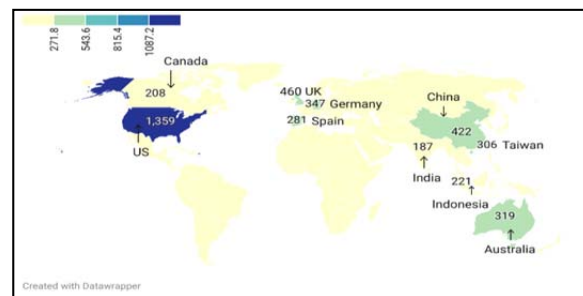 271.8
543.6
815.4
1087.2
Canada
208
460 UK
347 Germany
281 Spain
China
422
1,359
US
306 Taiwan
187
India
221
Indonesia
319
Australia
Created with Datawrapper